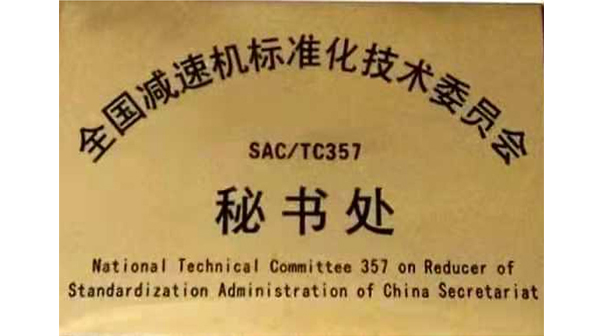 全国减速机标准化技术委员会
SAC/TC357
秘书处
National Technical Committee 357 on Reducer of
Standardization Administration of China Secretariat